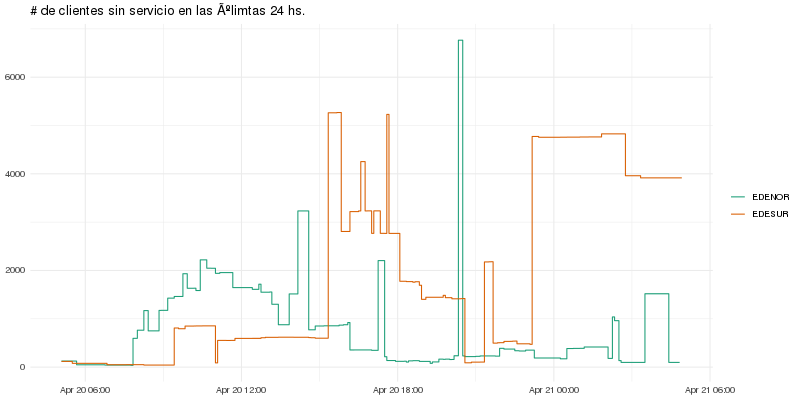 # de clientes sin servicio en las Ãºlimtas 24 hs.
6000
4000
2000
0
Apr 20 06:00
Apr 20 12:00
Apr 20 18:00
Apr 21 00:00
Apr 21 06:00
EDENOR
EDESUR